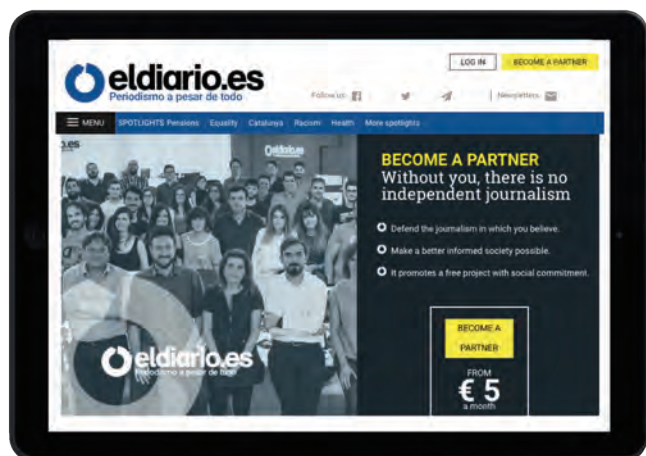 LOG IN
BECOME A PARTNER
eldiario.es
Periodismo a pesar de todo
Follow us:
Newsletters
MENU
SPOTLIGHTS Pensions Equality Catalunya Racism Health More spotlights
o.es
eldiario.es
BECOME A PARTNER
Without you, there is no
independent journalism
Defend the journalism in which you believe.
Make a better informed society possible.
It promotes a free project with social commitment.
eldiario.es
Periodismo a pesar de todo
BECOME A
PARTNER
FROM
€ 5
a month